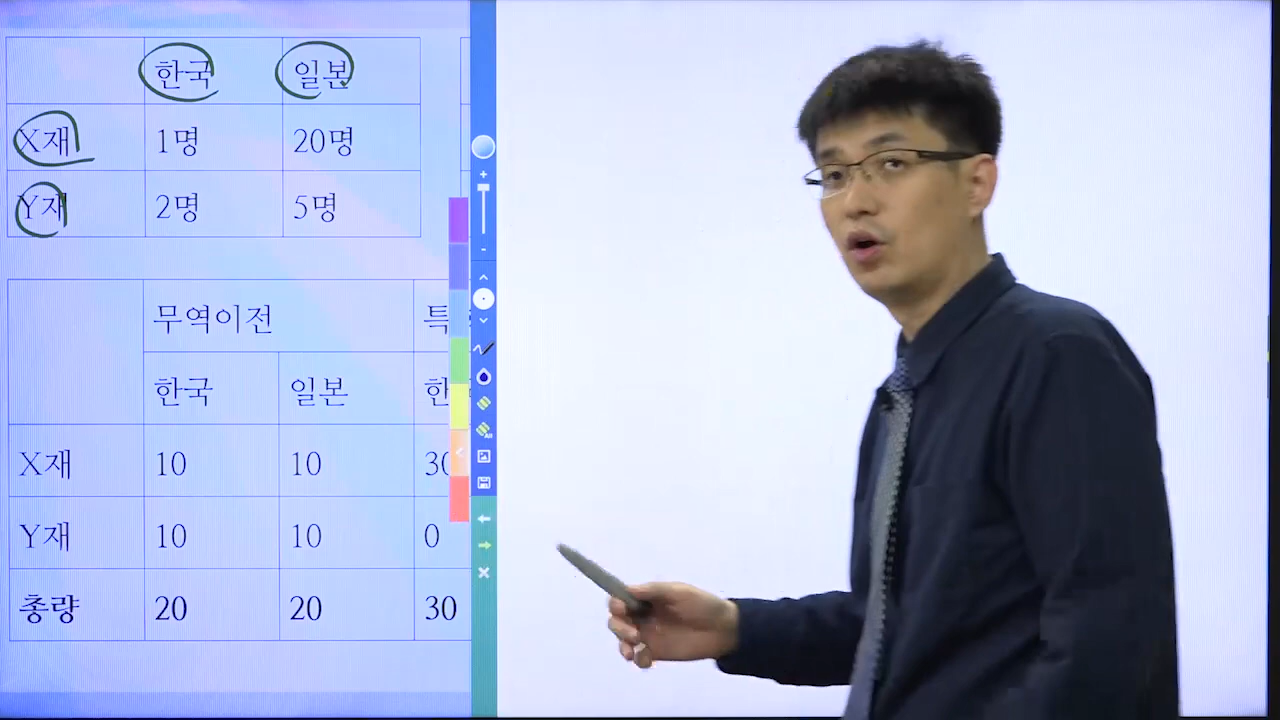 한국 일본
X재 1명 20명
Y재 2명 5명
무역이전
한국 일본
X재 10 10 30
Y재 10 10 0
총량 20 20 30